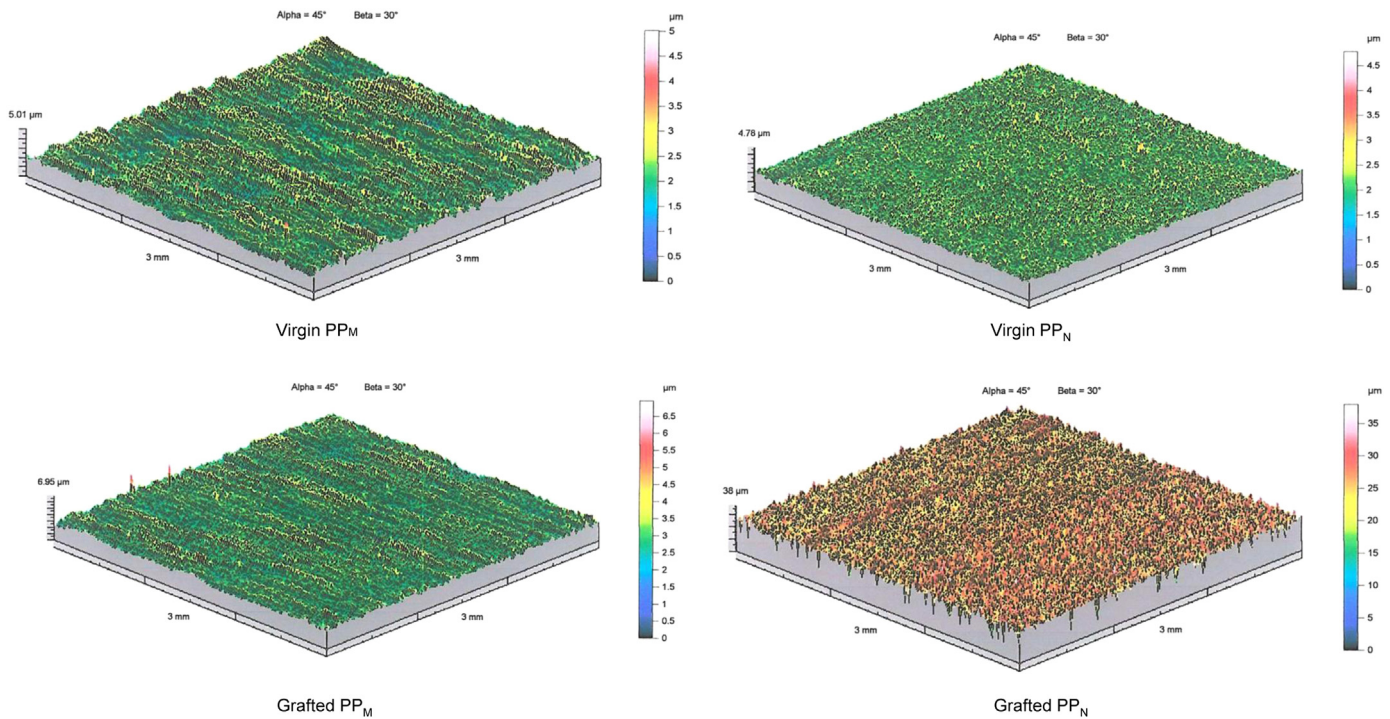 Alpha = 45° Beta = 30°
µm
5
4.5
4
3.5
3
2.5
2
1.5
1
0.5
0
5.01 µm
3 mm
3 mm
Virgin PPM
Alpha = 45° Beta = 30°
µm
4.5
4
3.5
3
2.5
2
1.5
1
0.5
0
4.76 µm
3 mm
3 mm
Virgin PPN
Alpha = 45° Beta = 30°
µm
6.5
6
5.5
5
4.5
4
3.5
3
2.5
2
1.5
1
0.5
0
6.95 µm
3 mm
3 mm
Grafted PPM
Alpha = 45° Beta = 30°
µm
35
30
25
20
15
10
5
0
38 µm
3 mm
3 mm
Grafted PPN